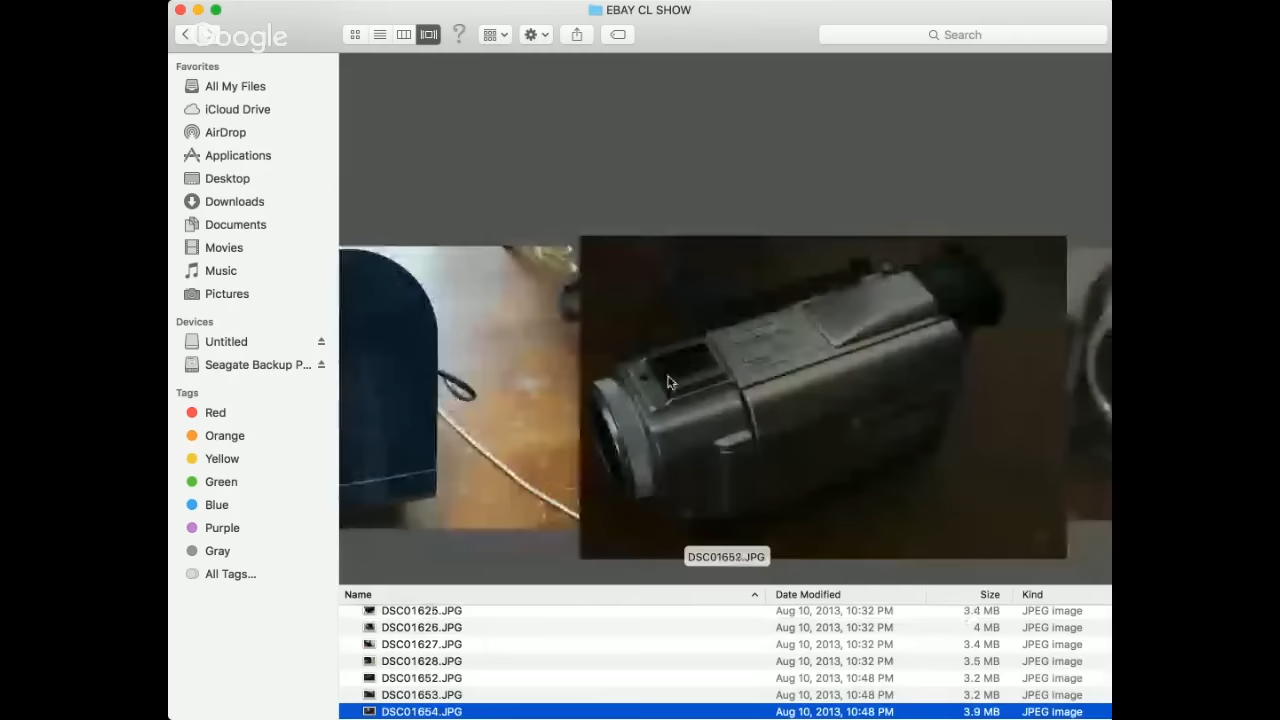 EBAY CL SHOW
Google
Search
Favorites
All My Files
iCloud Drive
AirDrop
Applications
Desktop
Downloads
Documents
Movies
Music
Pictures
Devices
Untitled
Seagate Backup P...
Tags
Red
Orange
Yellow
Green
Blue
Purple
Gray
All Tags...
DSC01652.JPG
Name Date Modified Size Kind
DSC01625.JPG Aug 10, 2013, 10:32 PM 3.4 MB JPEG image
DSC01626.JPG Aug 10, 2013, 10:32 PM 4 MB JPEG image
DSC01627.JPG Aug 10, 2013, 10:32 PM 3.4 MB JPEG image
DSC01628.JPG Aug 10, 2013, 10:32 PM 3.5 MB JPEG image
DSC01652.JPG Aug 10, 2013, 10:48 PM 3.2 MB JPEG image
DSC01653.JPG Aug 10, 2013, 10:48 PM 3.2 MB JPEG image
DSC01654.JPG Aug 10, 2013, 10:48 PM 3.9 MB JPEG image